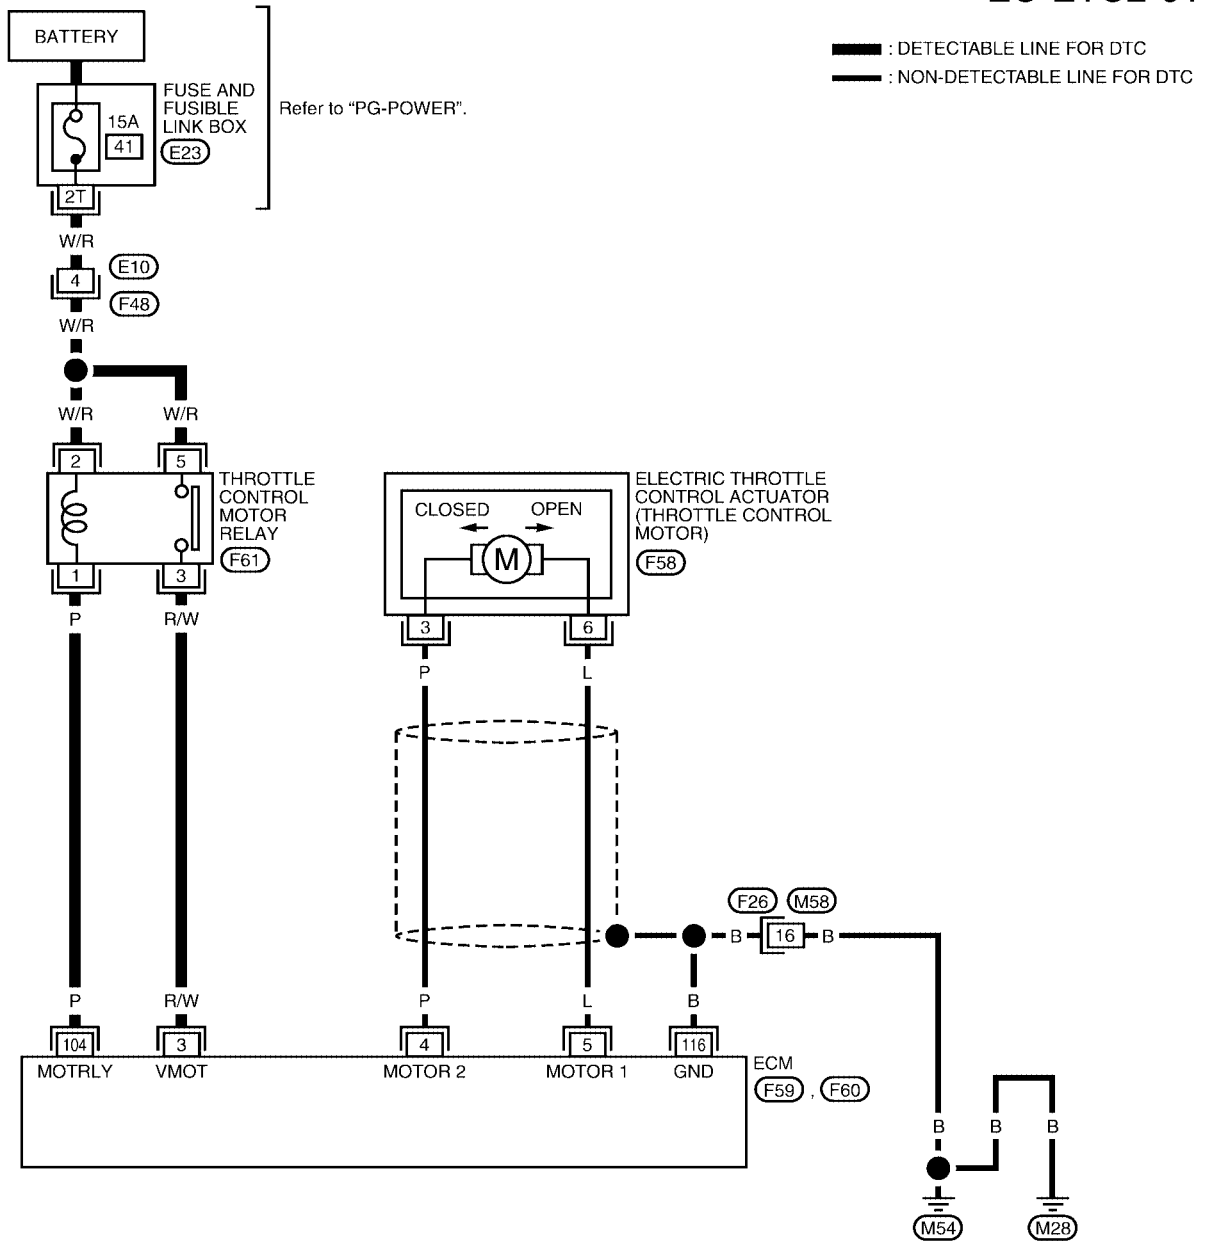 BATTERY
: DETECTABLE LINE FOR DTC
: NON-DETECTABLE LINE FOR DTC
FUSE AND
FUSIBLE
LINK BOX
E23
15A
41
Refer to “PG-POWER”.
2T
W/R
E10
4
F48
W/R
W/R
W/R
2
5
THROTTLE
CONTROL
MOTOR
RELAY
F61
1
3
P
R/W
CLOSED
OPEN
M
ELECTRIC THROTTLE
CONTROL ACTUATOR
(THROTTLE CONTROL
MOTOR)
F58
3
6
P
L
F26
M58
B
16
B
P
R/W
P
L
B
104
3
4
5
116
MOTRLY
VMOT
MOTOR 2
MOTOR 1
GND
ECM
F59 , F60
B
B
B
M54
M28